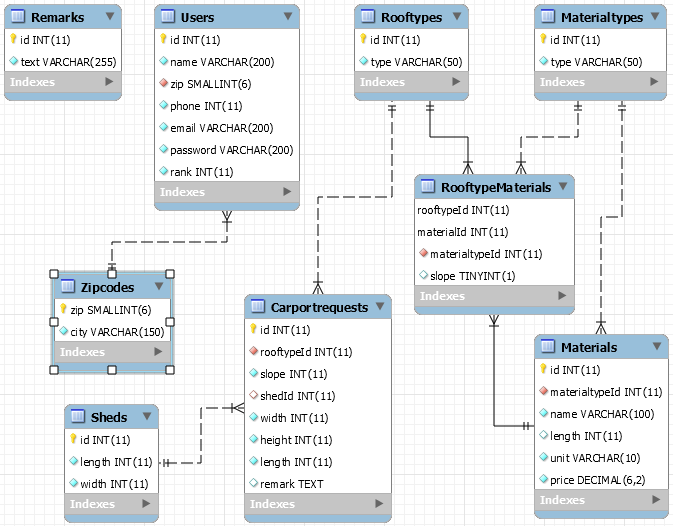 Remarks
id INT(11)
text VARCHAR(255)
Indexes
Users
id INT(11)
name VARCHAR(200)
zip SMALLINT(6)
phone INT(11)
email VARCHAR(200)
password VARCHAR(200)
rank INT(11)
Indexes
Rooftypes
id INT(11)
type VARCHAR(50)
Indexes
Materialtypes
id INT(11)
type VARCHAR(50)
Indexes
RooftypeMaterials
rooftypeId INT(11)
materialId INT(11)
materialtypeId INT(11)
slope TINYINT(1)
Indexes
Zipcodes
zip SMALLINT(6)
city VARCHAR(150)
Indexes
Carportrequests
id INT(11)
rooftypeId INT(11)
slope INT(11)
shedId INT(11)
width INT(11)
height INT(11)
length INT(11)
remark TEXT
Indexes
Materials
id INT(11)
materialtypeId INT(11)
name VARCHAR(100)
length INT(11)
unit VARCHAR(10)
price DECIMAL(6,2)
Indexes
Sheds
id INT(11)
length INT(11)
width INT(11)
Indexes